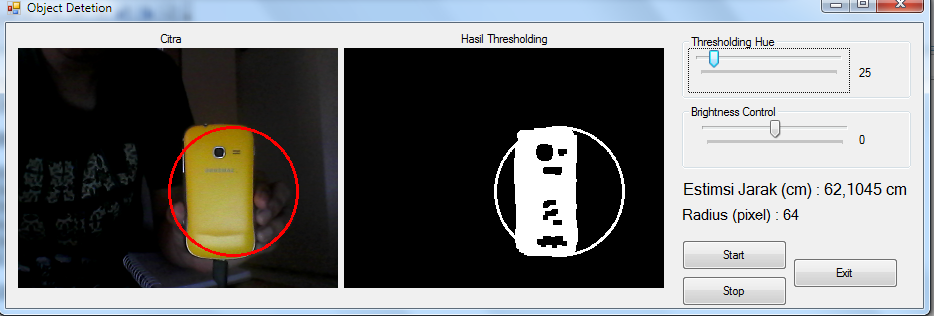 Object Detetion
Citra
Hasil Thresholding
Thresholding Hue
25
Brightness Control
0
Estimsi Jarak (cm) : 62,1045 cm
Radius (pixel) : 64
Start
Stop
Exit
SAMSUNG